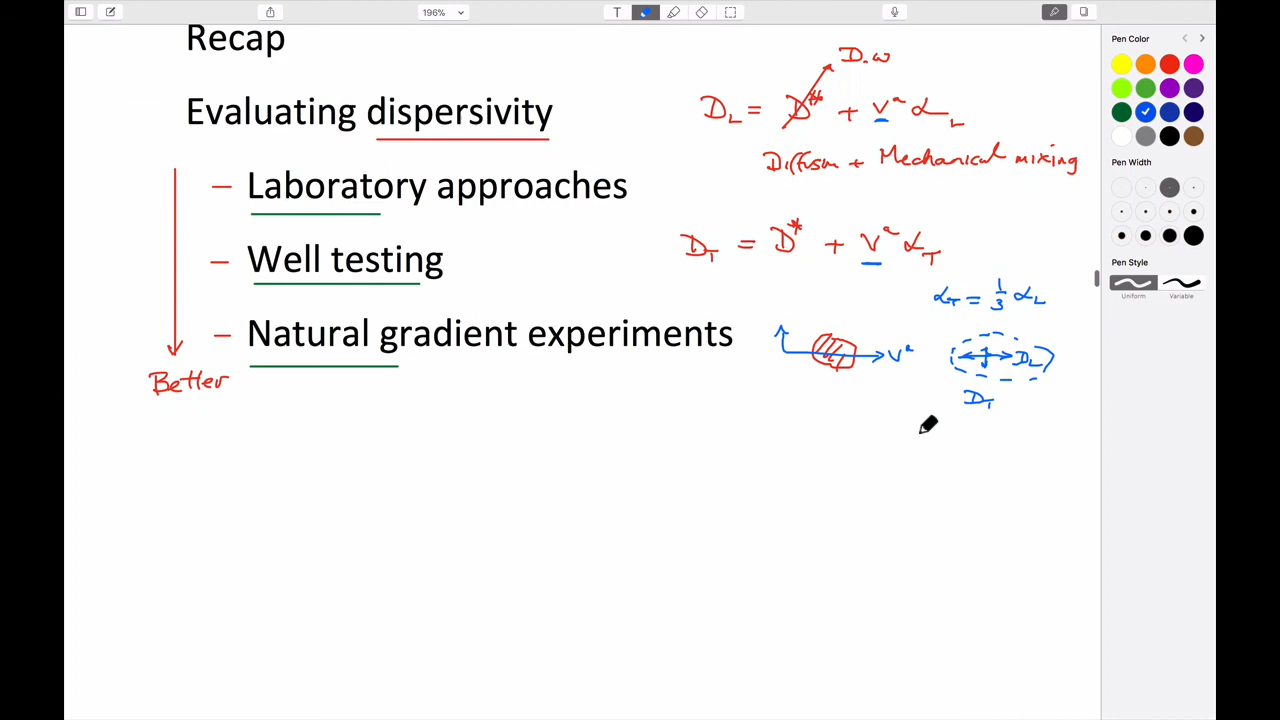 196%
T
Recap
Evaluating dispersivity
– Laboratory approaches
– Well testing
– Natural gradient experiments
Better
D.ω
D_L = D* + v^a α_L
Diffusion + Mechanical mixing
D_T = D* + v^a α_T
α_T = 1/3 α_L
v^a
D_L
D_T
Pen Color
Pen Width
Pen Style
Uniform
Variable